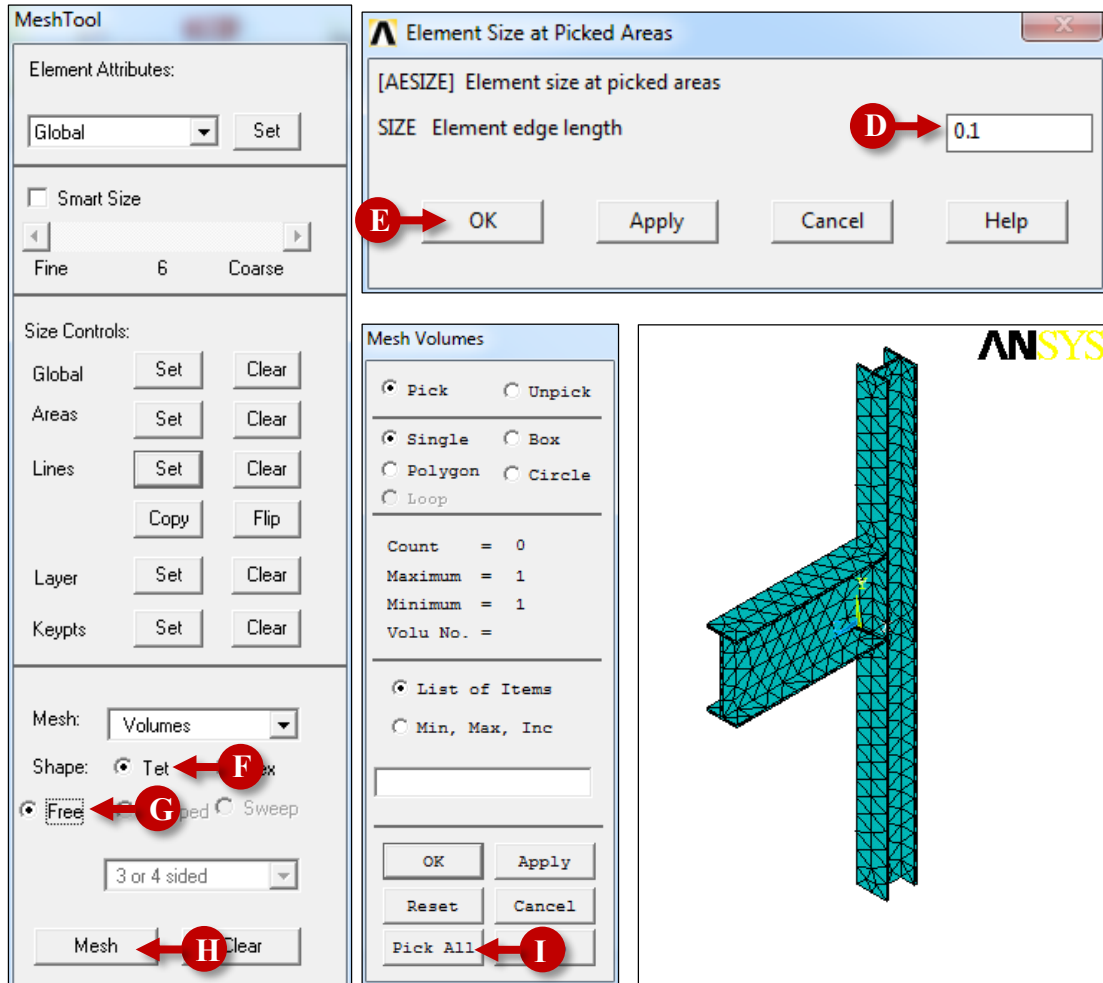 MeshTool
Element Attributes:
Global Set
Smart Size
Fine 6 Coarse
Size Controls:
Global Set Clear
Areas Set Clear
Lines Set Clear
Copy Flip
Layer Set Clear
Keypts Set Clear
Mesh: Volumes
Shape: Tet F ex
Free G ped Sweep
3 or 4 sided
Mesh H Clear
Element Size at Picked Areas
[AESIZE] Element size at picked areas
SIZE Element edge length D 0.1
E OK Apply Cancel Help
Mesh Volumes
Pick Unpick
Single Box
Polygon Circle
Loop
Count = 0
Maximum = 1
Minimum = 1
Volu No. =
List of Items
Min, Max, Inc
OK Apply
Reset Cancel
Pick All I
ANSYS
Y